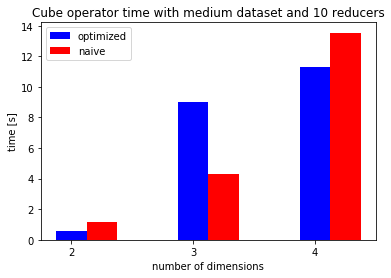 Cube operator time with medium dataset and 10 reducers
optimized
naive
14
12
10
8
6
4
2
0
time [s]
2 3 4
number of dimensions